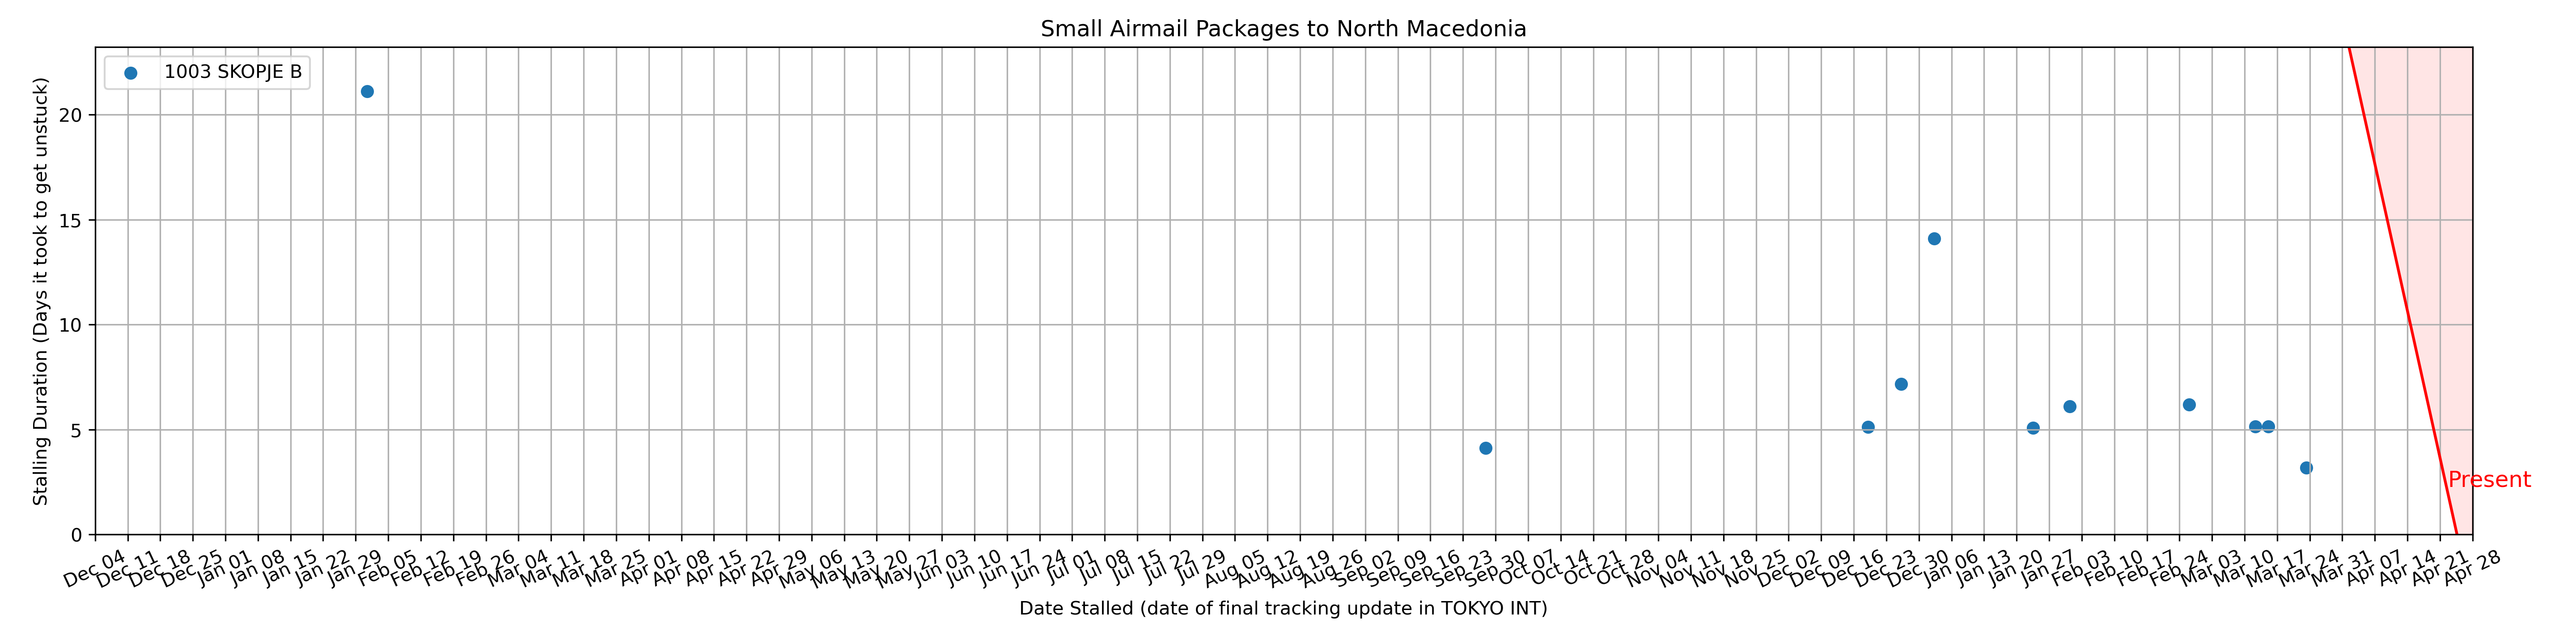 Small Airmail Packages to North Macedonia
1003 SKOPJE B
Stalling Duration (Days it took to get unstuck)
20
15
10
5
0
Present
Dec 04
Dec 11
Dec 18
Dec 25
Jan 01
Jan 08
Jan 15
Jan 22
Jan 29
Feb 05
Feb 12
Feb 19
Feb 26
Mar 04
Mar 11
Mar 18
Mar 25
Apr 01
Apr 08
Apr 15
Apr 22
Apr 29
May 06
May 13
May 20
May 27
Jun 03
Jun 10
Jun 17
Jun 24
Jul 01
Jul 08
Jul 15
Jul 22
Jul 29
Aug 05
Aug 12
Aug 19
Aug 26
Sep 02
Sep 09
Sep 16
Sep 23
Sep 30
Oct 07
Oct 14
Oct 21
Oct 28
Nov 04
Nov 11
Nov 18
Nov 25
Dec 02
Dec 09
Dec 16
Dec 23
Dec 30
Jan 06
Jan 13
Jan 20
Jan 27
Feb 03
Feb 10
Feb 17
Feb 24
Mar 03
Mar 10
Mar 17
Mar 24
Mar 31
Apr 07
Apr 14
Apr 21
Apr 28
Date Stalled (date of final tracking update in TOKYO INT)